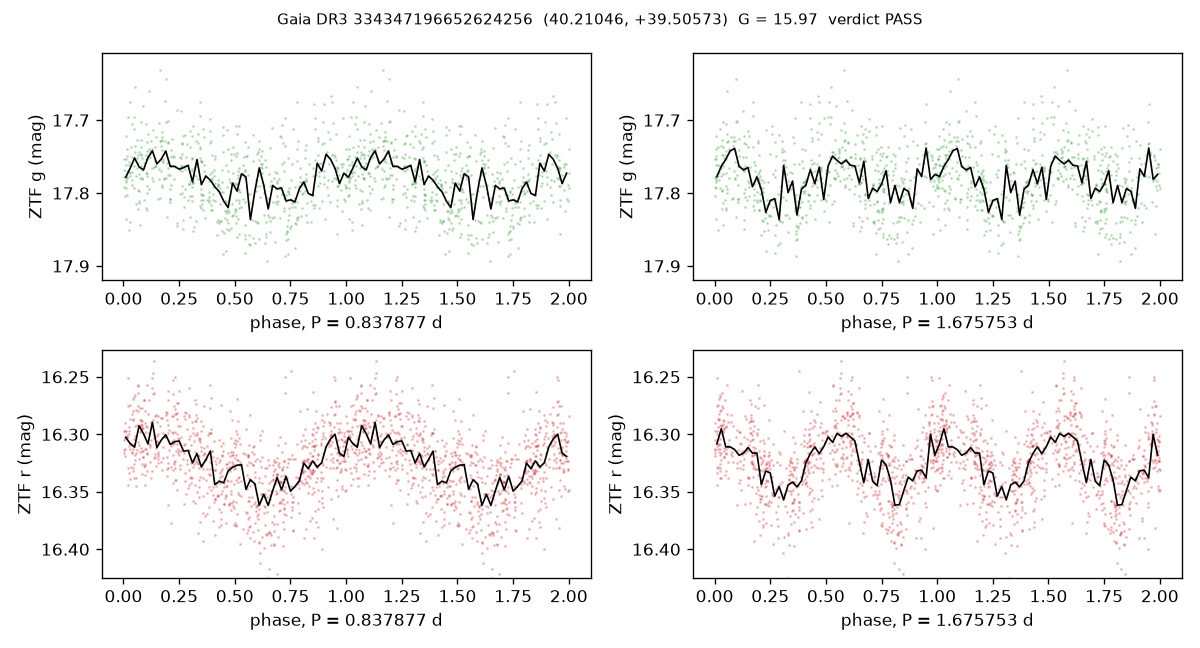 Gaia DR3 334347196652624256  (40.21046, +39.50573)  G = 15.97  verdict PASS
ZTF g (mag)
17.7
17.8
17.9
0.00 0.25 0.50 0.75 1.00 1.25 1.50 1.75 2.00
phase, P = 0.837877 d
ZTF g (mag)
17.7
17.8
17.9
0.00 0.25 0.50 0.75 1.00 1.25 1.50 1.75 2.00
phase, P = 1.675753 d
ZTF r (mag)
16.25
16.30
16.35
16.40
0.00 0.25 0.50 0.75 1.00 1.25 1.50 1.75 2.00
phase, P = 0.837877 d
ZTF r (mag)
16.25
16.30
16.35
16.40
0.00 0.25 0.50 0.75 1.00 1.25 1.50 1.75 2.00
phase, P = 1.675753 d